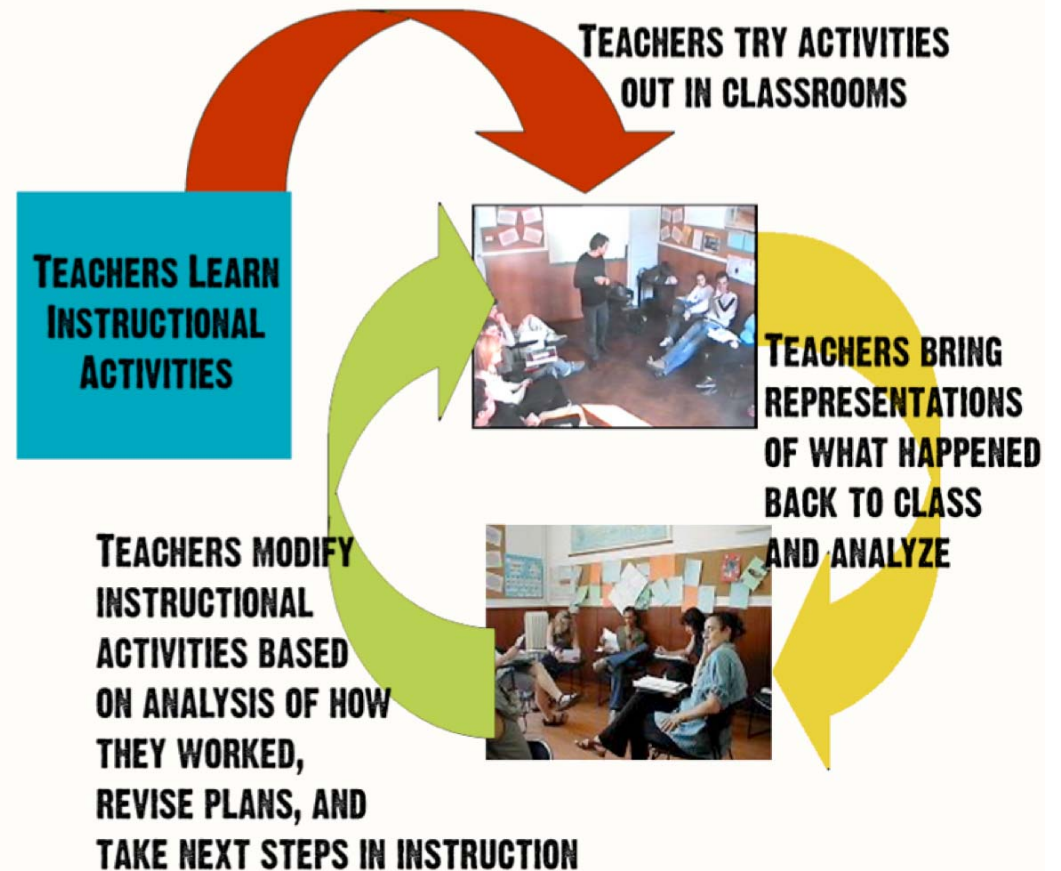 TEACHERS TRY ACTIVITIES
OUT IN CLASSROOMS
TEACHERS LEARN
INSTRUCTIONAL
ACTIVITIES
TEACHERS BRING
REPRESENTATIONS
OF WHAT HAPPENED
BACK TO CLASS
AND ANALYZE
TEACHERS MODIFY
INSTRUCTIONAL
ACTIVITIES BASED
ON ANALYSIS OF HOW
THEY WORKED,
REVISE PLANS, AND
TAKE NEXT STEPS IN INSTRUCTION